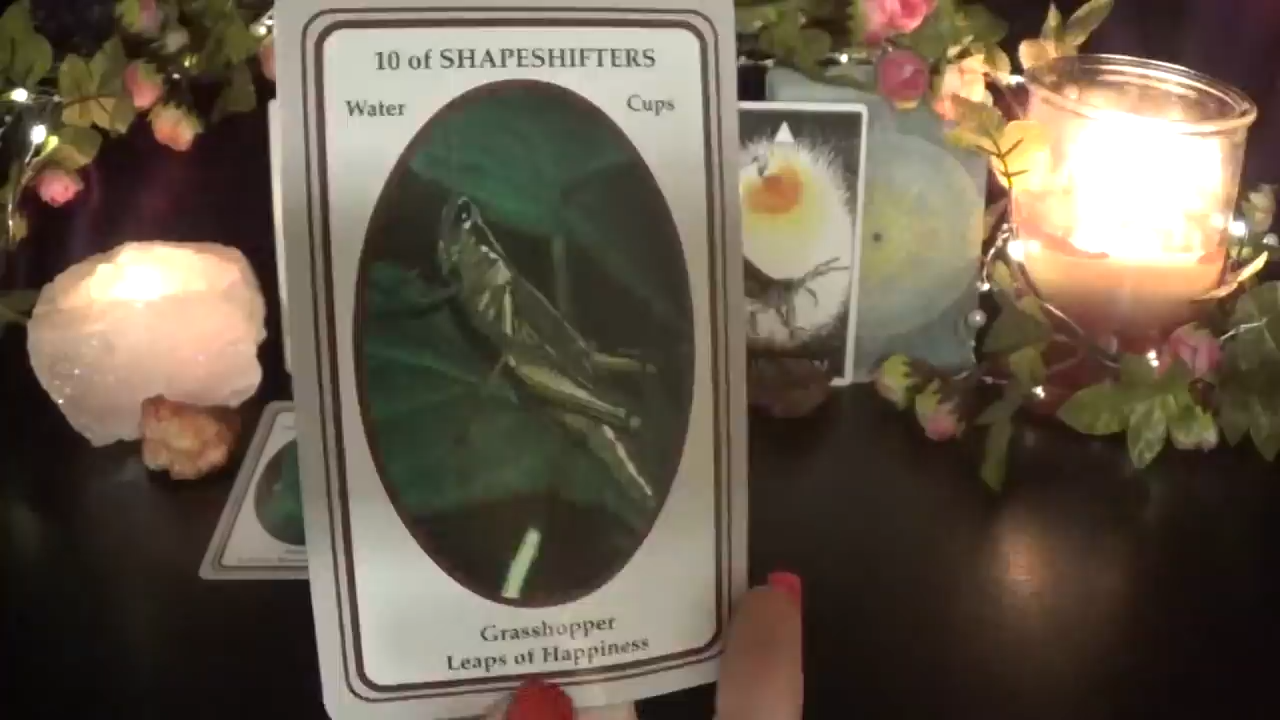 10 of SHAPESHIFTERS
Water Cups
Grasshopper
Leaps of Happiness